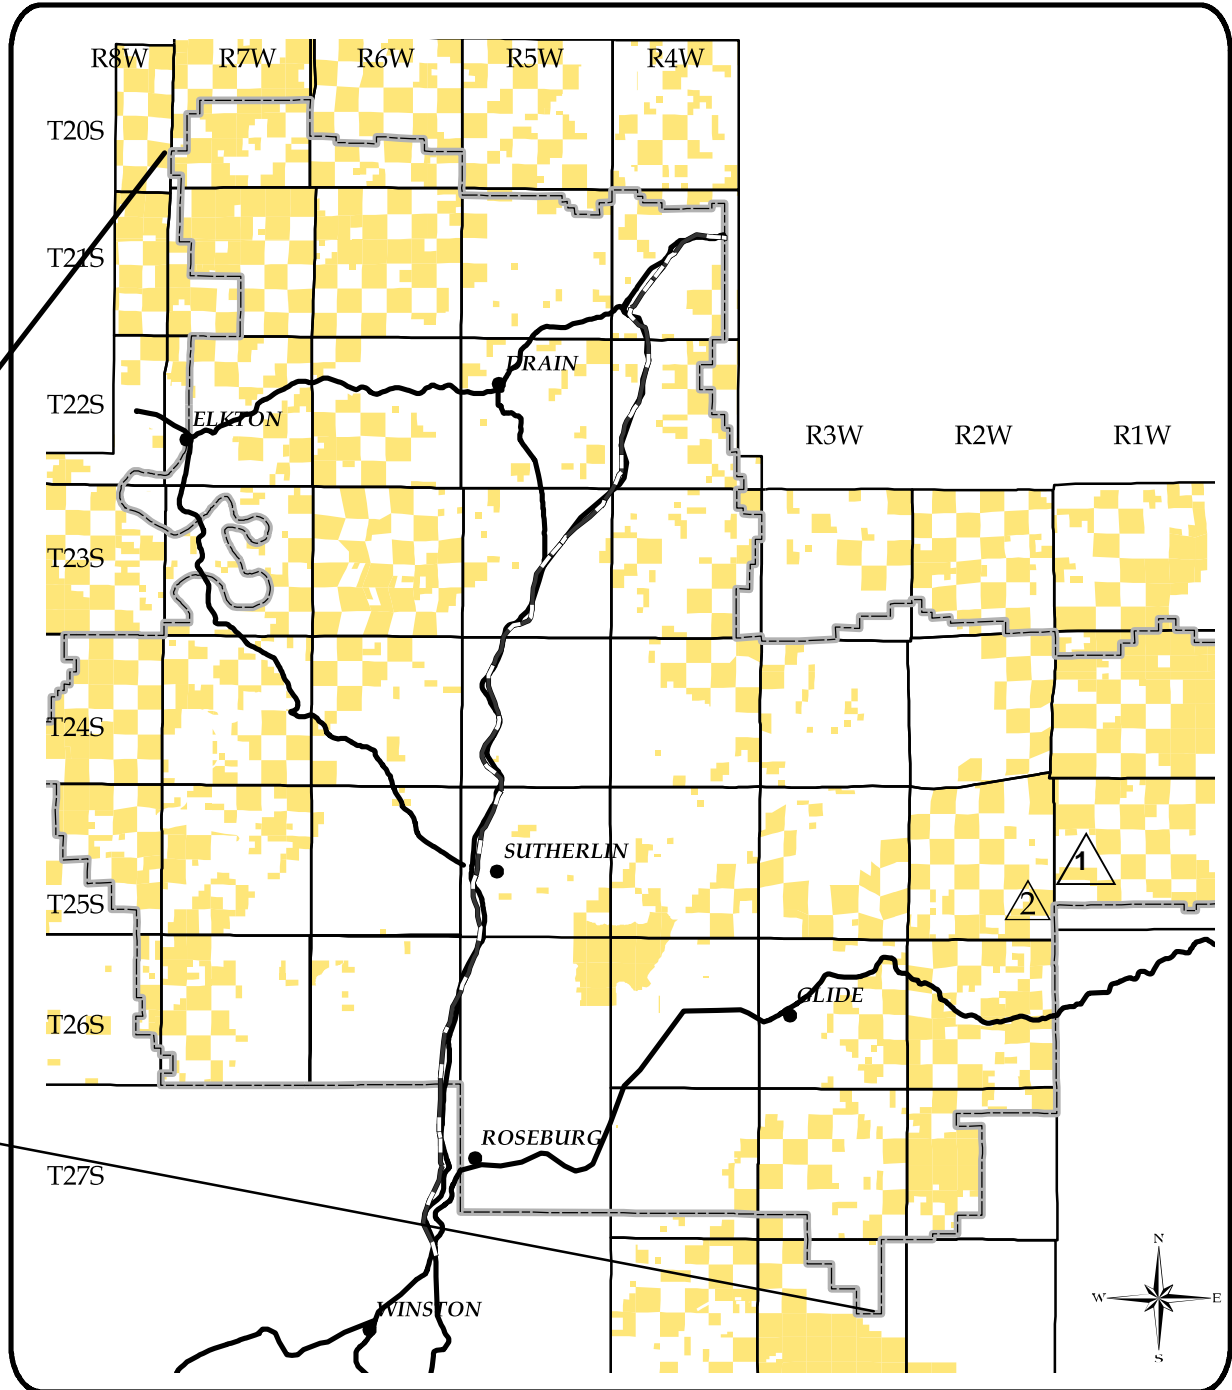 R8W R7W R6W R5W R4W
T20S
T21S
DRAIN
T22S
ELKTON
R3W R2W R1W
T23S
T24S
SUTHERLIN
1
2
T25S
GLIDE
T26S
ROSEBURG
T27S
N
W E
S
WINSTON